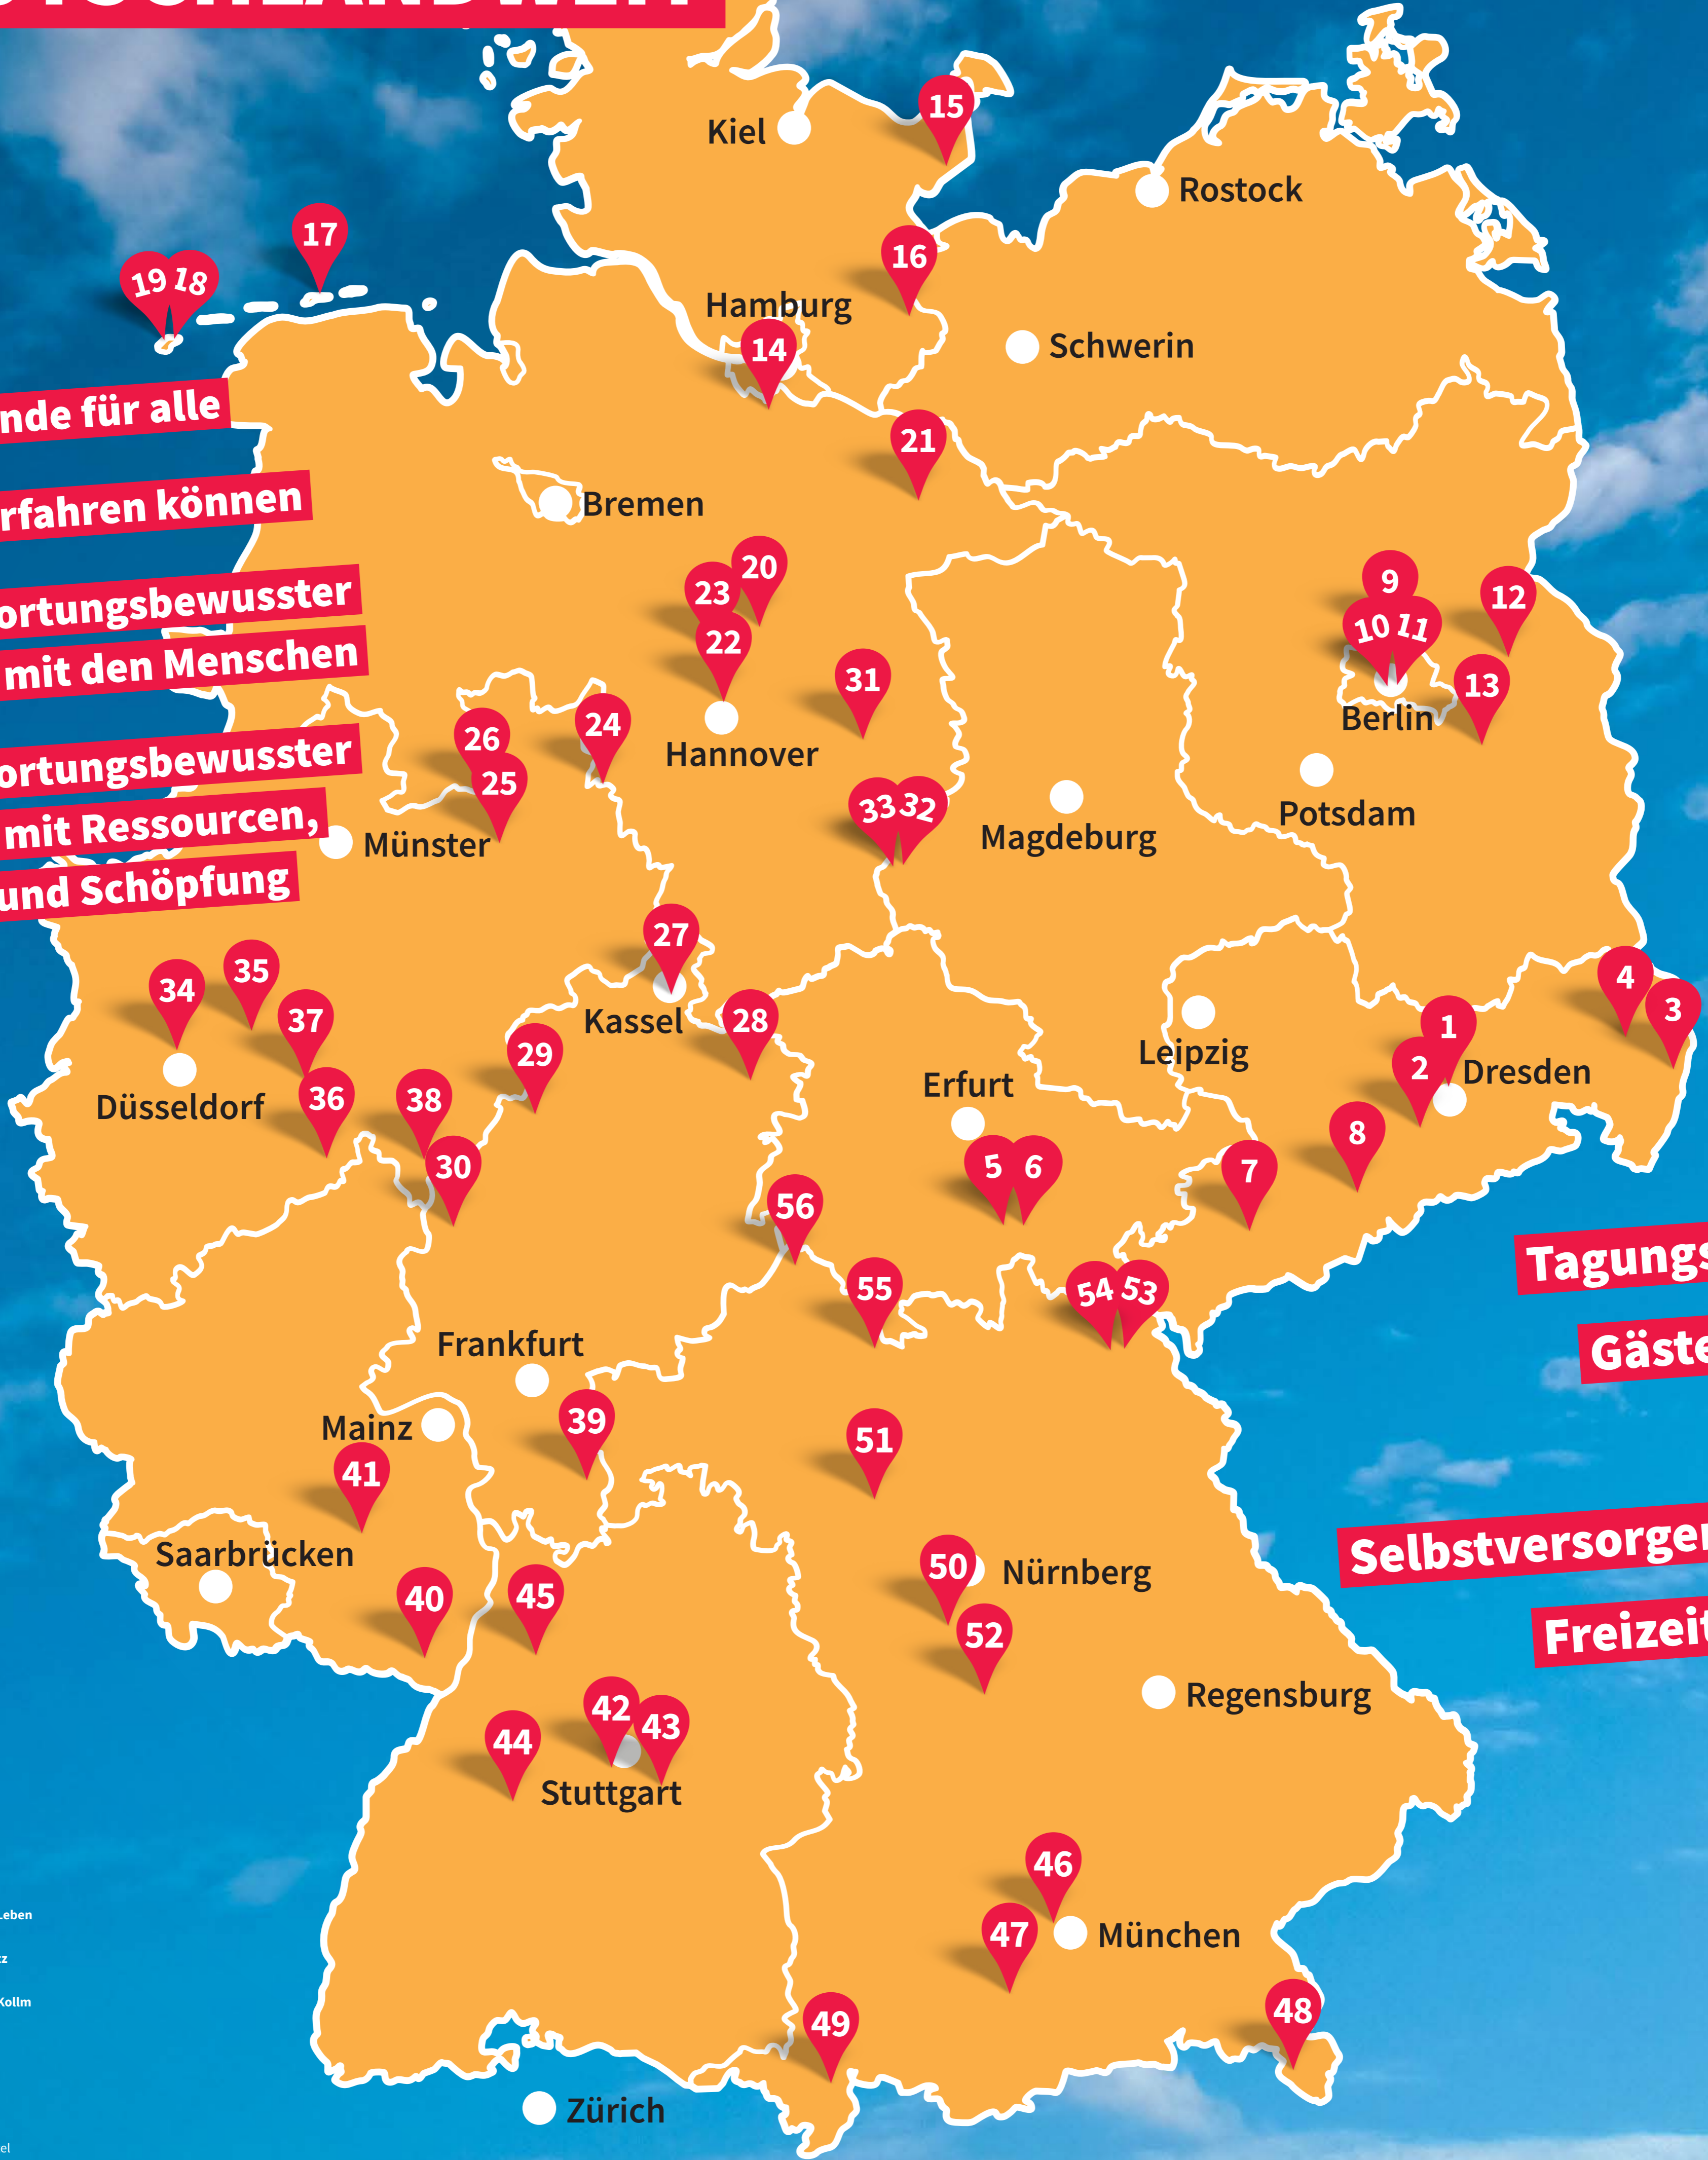 15
Kiel
Rostock
17
16
19 18
Hamburg
14
Schwerin
nde für alle
21
rfahren können
Bremen
20
23
9
12
ortungsbewusster
10 11
22
mit den Menschen
31
13
24
Berlin
26
Hannover
ortungsbewusster
25
33 32
Potsdam
mit Ressourcen,
Münster
Magdeburg
und Schöpfung
27
35
4
34
3
37
Kassel
28
1
29
Leipzig
2
Dresden
Erfurt
Düsseldorf
36
38
8
30
5 6
7
56
Tagungs
55
54 53
Frankfurt
Gäste
39
Mainz
51
41
Saarbrücken
Selbstversorger
50
Nürnberg
40
45
52
Freizeit
Regensburg
42
43
44
Stuttgart
46
Leben
47
München
tz
Kollm
48
49
Zürich
el